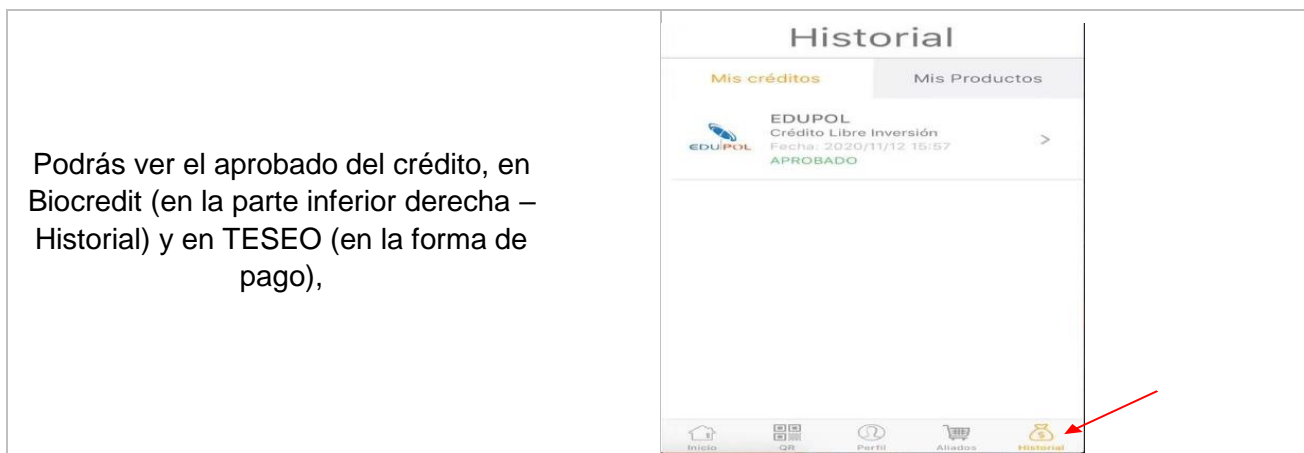 Podrás ver el aprobado del crédito, en
Biocredit (en la parte inferior derecha –
Historial) y en TESEO (en la forma de
pago),
Historial
Mis créditos
Mis Productos
EDUPOL
EDUPOL
Crédito Libre Inversión
Fecha: 2020/11/12 15:57
APROBADO
>
Inicio
QR
Perfil
Aliados
Historial